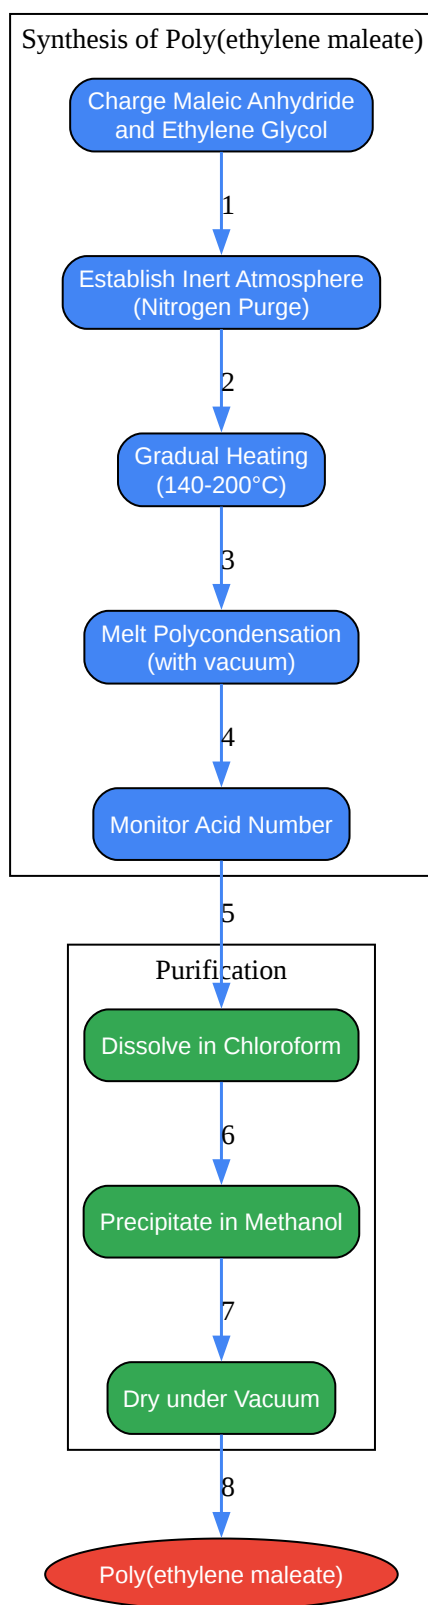 Synthesis of Poly(ethylene maleate)
Charge Maleic Anhydride
and Ethylene Glycol
1
Establish Inert Atmosphere
(Nitrogen Purge)
2
Gradual Heating
(140-200°C)
3
Melt Polycondensation
(with vacuum)
4
Monitor Acid Number
5
Purification
Dissolve in Chloroform
6
Precipitate in Methanol
7
Dry under Vacuum
8
Poly(ethylene maleate)